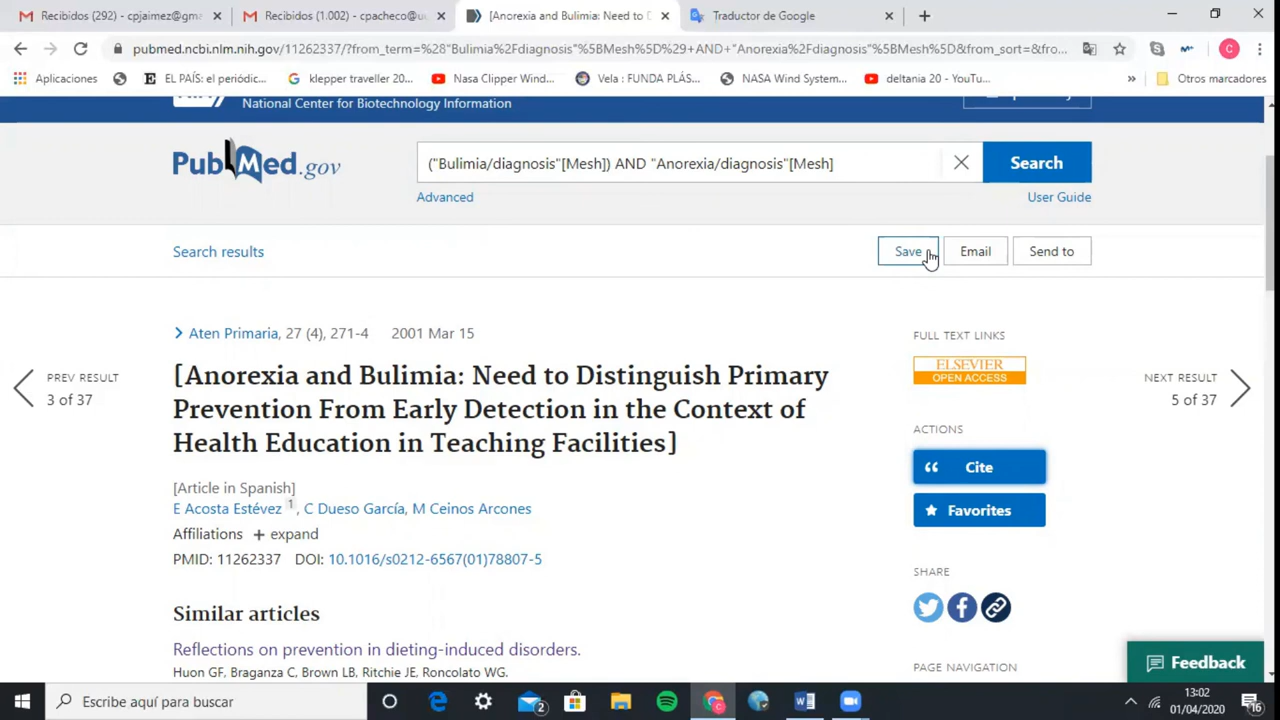 Recibidos (292) - cpjaimez@gma
Recibidos (1.002) - cpacheco@u
[Anorexia and Bulimia: Need to D
Traductor de Google
pubmed.ncbi.nlm.nih.gov/11262337/?from_term=%28"Bulimia%2Fdiagnosis"%5BMesh%5D%29+AND+"Anorexia%2Fdiagnosis"%5BMesh%5D&from_sort=&fro...
Aplicaciones
EL PAÍS: el periódic...
klepper traveller 20...
Nasa Clipper Wind...
Vela : FUNDA PLÁS...
NASA Wind System...
deltania 20 - YouTu...
»
Otros marcadores
National Center for Biotechnology Information
PubMed.gov
("Bulimia/diagnosis"[Mesh]) AND "Anorexia/diagnosis"[Mesh]
Search
Advanced
User Guide
Search results
Save
Email
Send to
Aten Primaria, 27 (4), 271-4 2001 Mar 15
[Anorexia and Bulimia: Need to Distinguish Primary
Prevention From Early Detection in the Context of
Health Education in Teaching Facilities]
[Article in Spanish]
E Acosta Estévez 1, C Dueso García, M Ceinos Arcones
Affiliations + expand
PMID: 11262337 DOI: 10.1016/s0212-6567(01)78807-5
Similar articles
Reflections on prevention in dieting-induced disorders.
Huon GF, Braganza C, Brown LB, Ritchie JE, Roncolato WG.
PREV RESULT
3 of 37
FULL TEXT LINKS
ELSEVIER
OPEN ACCESS
NEXT RESULT
5 of 37
ACTIONS
Cite
Favorites
SHARE
PAGE NAVIGATION
Feedback
Escribe aquí para buscar
2
13:02
01/04/2020
16